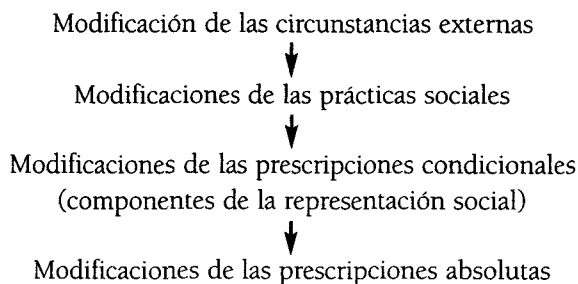 Modificación de las circunstancias externas
Modificaciones de las prácticas sociales
Modificaciones de las prescripciones condicionales
(componentes de la representación social)
Modificaciones de las prescripciones absolutas